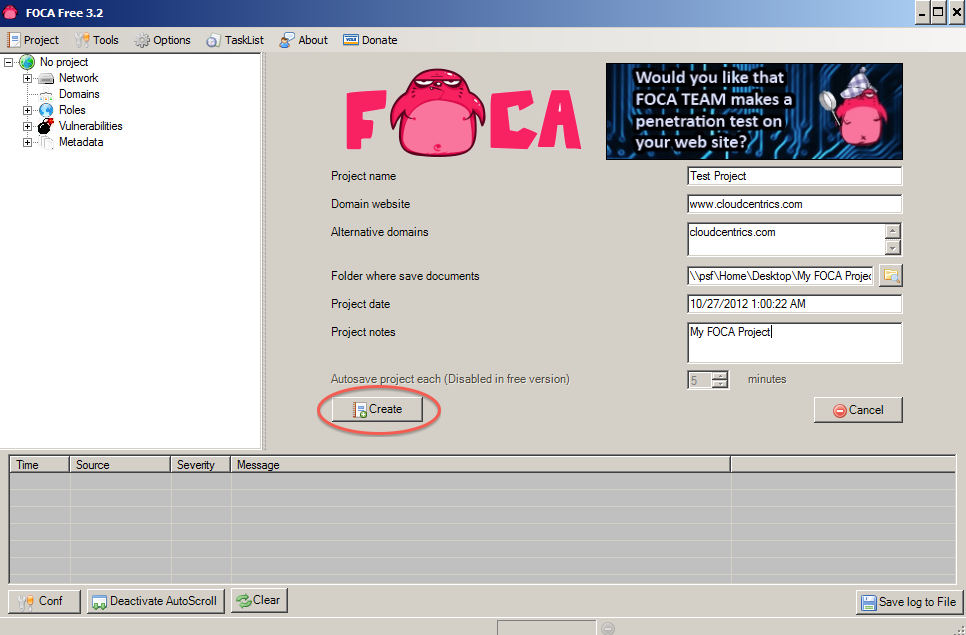 FOCA Free 3.2
Project Tools Options TaskList About Donate
No project
Network
Domains
Roles
Vulnerabilities
Metadata
FOCA
Would you like that
FOCA TEAM makes a
penetration test on
your web site?
Project name Test Project
Domain website www.cloudcentrics.com
Alternative domains cloudcentrics.com
Folder where save documents \\psf\Home\Desktop\My FOCA Projec
Project date 10/27/2012 1:00:22 AM
Project notes My FOCA Project
Autosave project each (Disabled in free version) 5 minutes
Create Cancel
Time Source Severity Message
Conf Deactivate AutoScroll Clear Save log to File